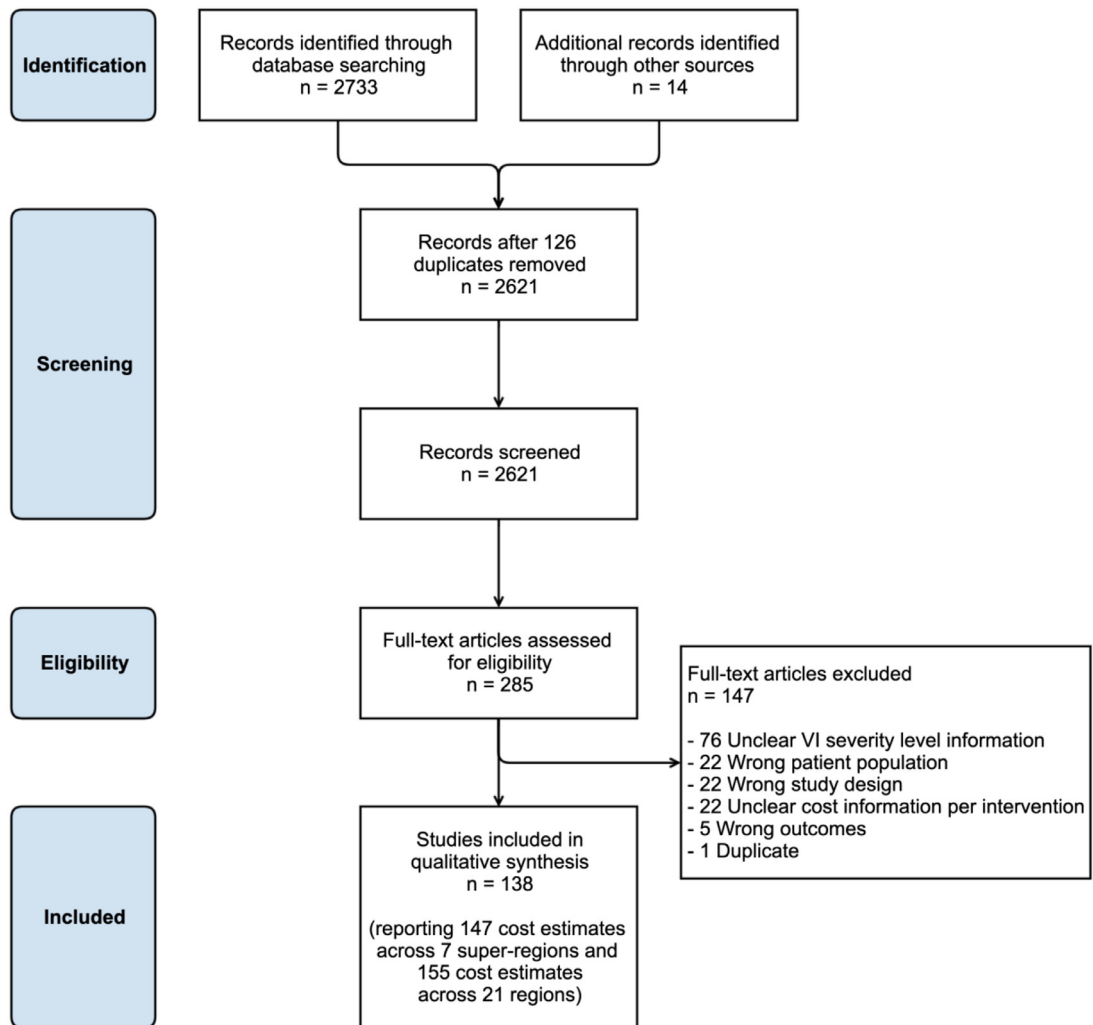 Identification
Records identified through
database searching
n = 2733
Additional records identified
through other sources
n = 14
Screening
Records after 126
duplicates removed
n = 2621
Records screened
n = 2621
Eligibility
Full-text articles assessed
for eligibility
n = 285
Full-text articles excluded
n = 147
- 76 Unclear VI severity level information
- 22 Wrong patient population
- 22 Wrong study design
- 22 Unclear cost information per intervention
- 5 Wrong outcomes
- 1 Duplicate
Included
Studies included in
qualitative synthesis
n = 138
(reporting 147 cost estimates
across 7 super-regions and
155 cost estimates
across 21 regions)